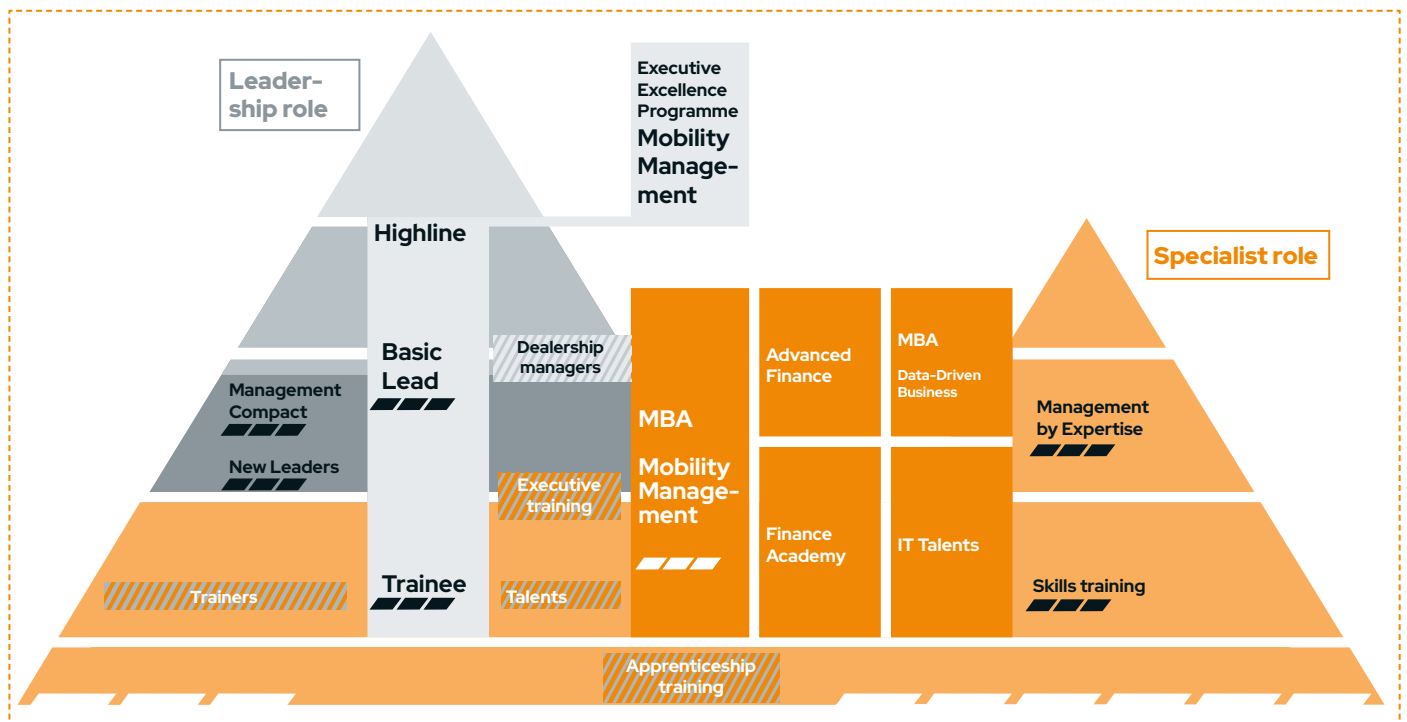 Leader-
ship role
Executive
Excellence
Programme
Mobility
Manage-
ment
Highline
Specialist role
Basic
Lead
Dealership
managers
Management
Compact
New Leaders
Executive
training
MBA
Mobility
Manage-
ment
Advanced
Finance
MBA
Data-Driven
Business
Finance
Academy
IT Talents
Management
by Expertise
Trainers
Trainee
Talents
Skills training
Apprenticeship
training